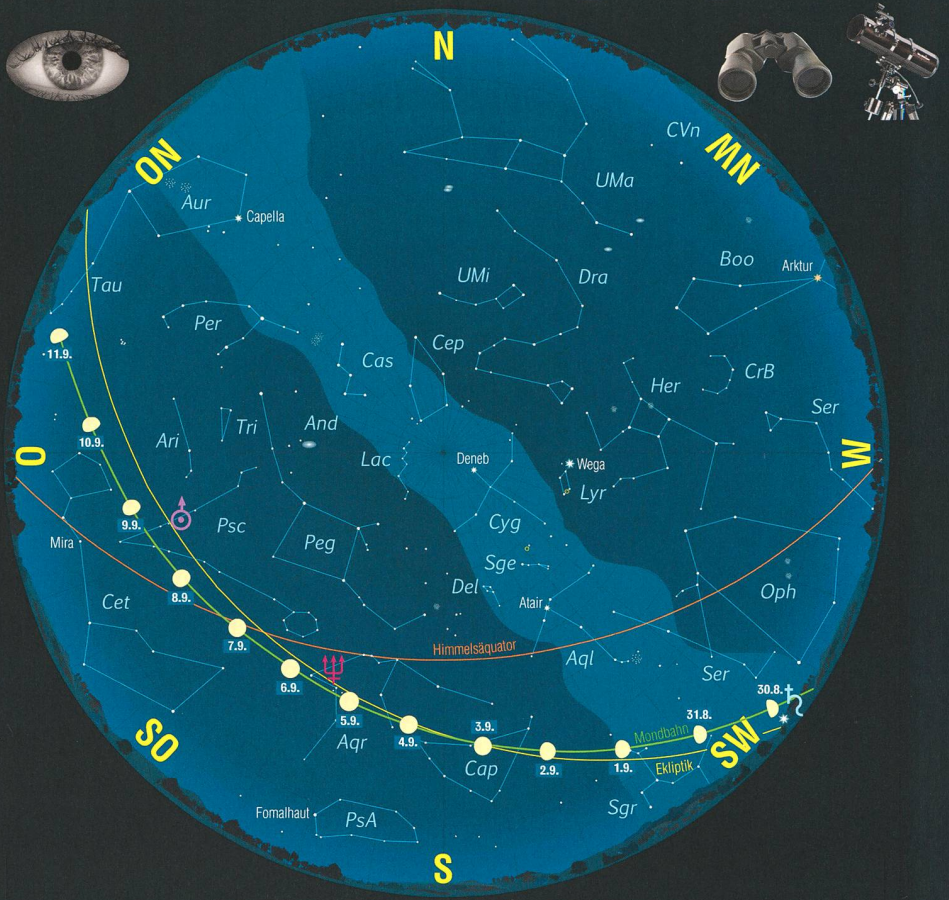 N
NO
NW
CVn
UMa
Aur
Capella
Boo
Arktur
UMi
Dra
Tau
Per
Cep
Cas
11.9.
Her
CrB
Ser
10.9.
Ari
Tri
And
Lac
Deneb
Wega
O
W
Lyr
9.9.
Psc
Cyg
Mira
Peg
Sge
Del
Atair
Oph
Cet
8.9.
7.9.
Himmelsäquator
Aql
Ser
6.9.
30.8.
5.9.
31.8.
3.9.
Mondbahn
SO
Aqr
4.9.
SW
Cap
2.9.
1.9.
Ekliptik
Sgr
Fomalhaut
PsA
S